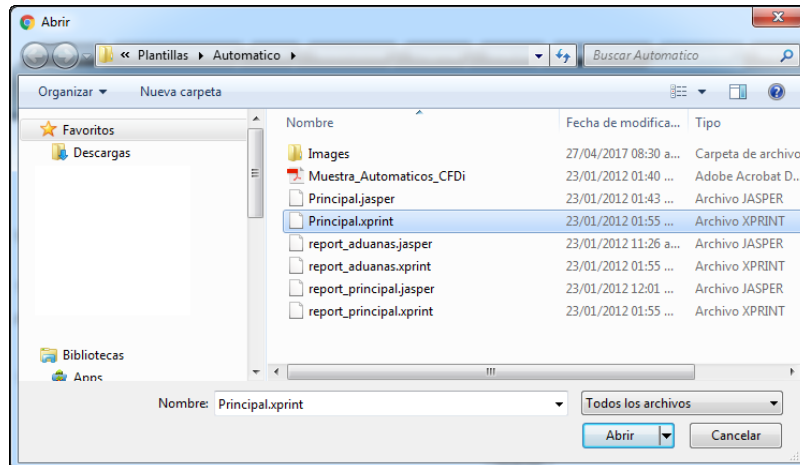 Abrir
« Plantillas Automatico
Buscar Automatico
Organizar Nueva carpeta
Favoritos
Descargas
Bibliotecas
Apps
Nombre Fecha de modifica... Tipo
Images 27/04/2017 08:30 a... Carpeta de archivo
Muestra_Automaticos_CFDi 23/01/2012 01:40 ... Adobe Acrobat D...
Principal.jasper 23/01/2012 01:43 ... Archivo JASPER
Principal.xprint 23/01/2012 01:55 ... Archivo XPRINT
report_aduanas.jasper 23/01/2012 11:26 a... Archivo JASPER
report_aduanas.xprint 23/01/2012 01:55 ... Archivo XPRINT
report_principal.jasper 23/01/2012 12:01 ... Archivo JASPER
report_principal.xprint 23/01/2012 01:55 ... Archivo XPRINT
Nombre: Principal.xprint Todos los archivos
Abrir Cancelar